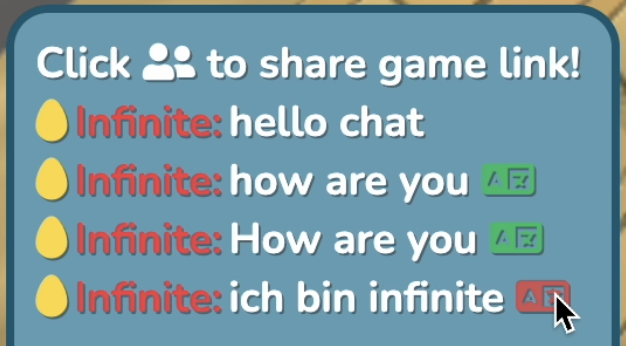 Click to share game link!
Infinite: hello chat
Infinite: how are you
Infinite: How are you
Infinite: ich bin infinite